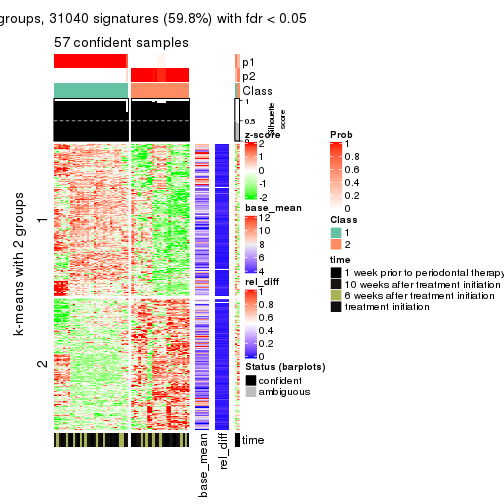 groups, 31040 signatures (59.8%) with fdr < 0.05
57 confident samples
p1
p2
Class
1
0.5
Silhouette
score
k-means with 2 groups
1
2
time
base_mean
rel_diff
z-score
2
1
0
-1
-2
base_mean
12
10
8
6
4
rel_diff
1
0.8
0.6
0.4
0.2
0
Status (barplots)
confident
ambiguous
Prob
1
0.8
0.6
0.4
0.2
0
Class
1
2
time
1 week prior to periodontal therapy
10 weeks after treatment initiation
6 weeks after treatment initiation
treatment initiation